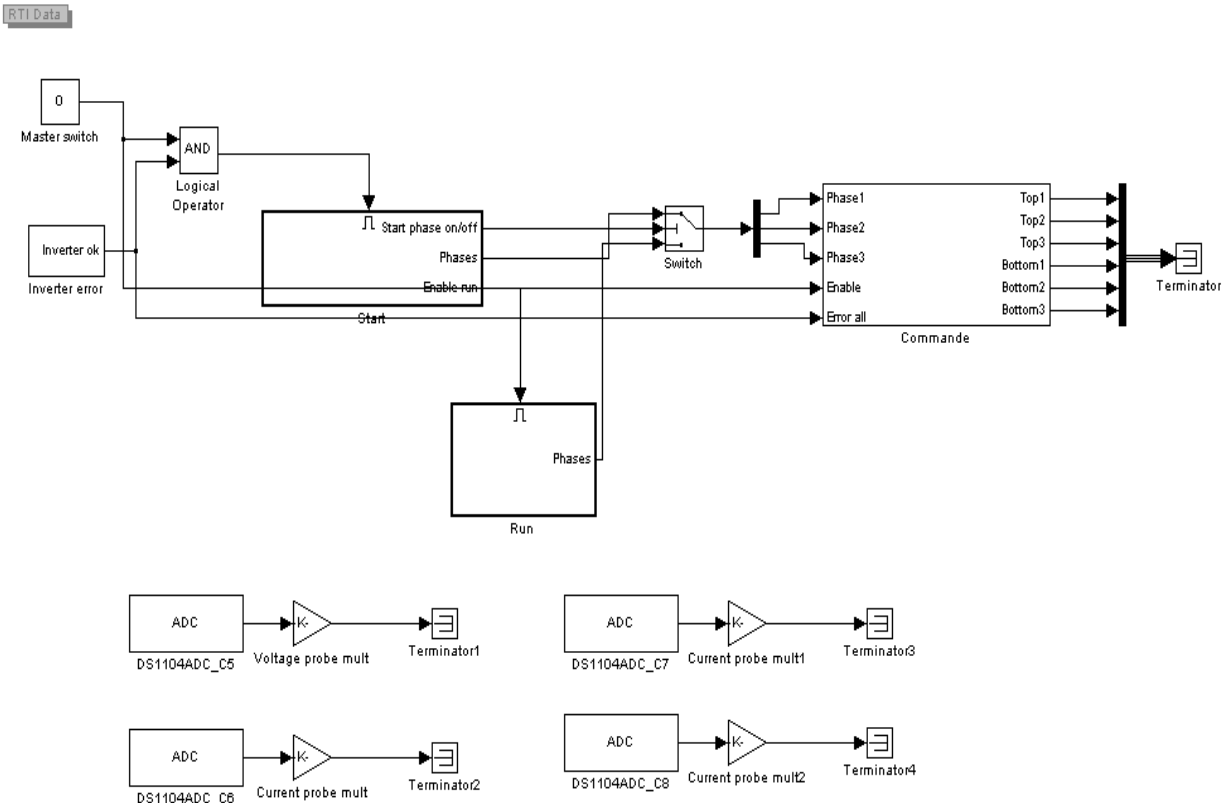 RTI Data
0
Master switch
AND
Logical
Operator
Inverter ok
Inverter error
Start phase on/off
Phases
Enable run
Start
Switch
Phase1
Phase2
Phase3
Enable
Error all
Top1
Top2
Top3
Bottom1
Bottom2
Bottom3
Commande
Terminator
Phases
Run
ADC
DS1104ADC_C5
K-
Voltage probe mult
Terminator1
ADC
DS1104ADC_C7
K-
Current probe mult1
Terminator3
ADC
DS1104ADC_C6
K-
Current probe mult
Terminator2
ADC
DS1104ADC_C8
K-
Current probe mult2
Terminator4